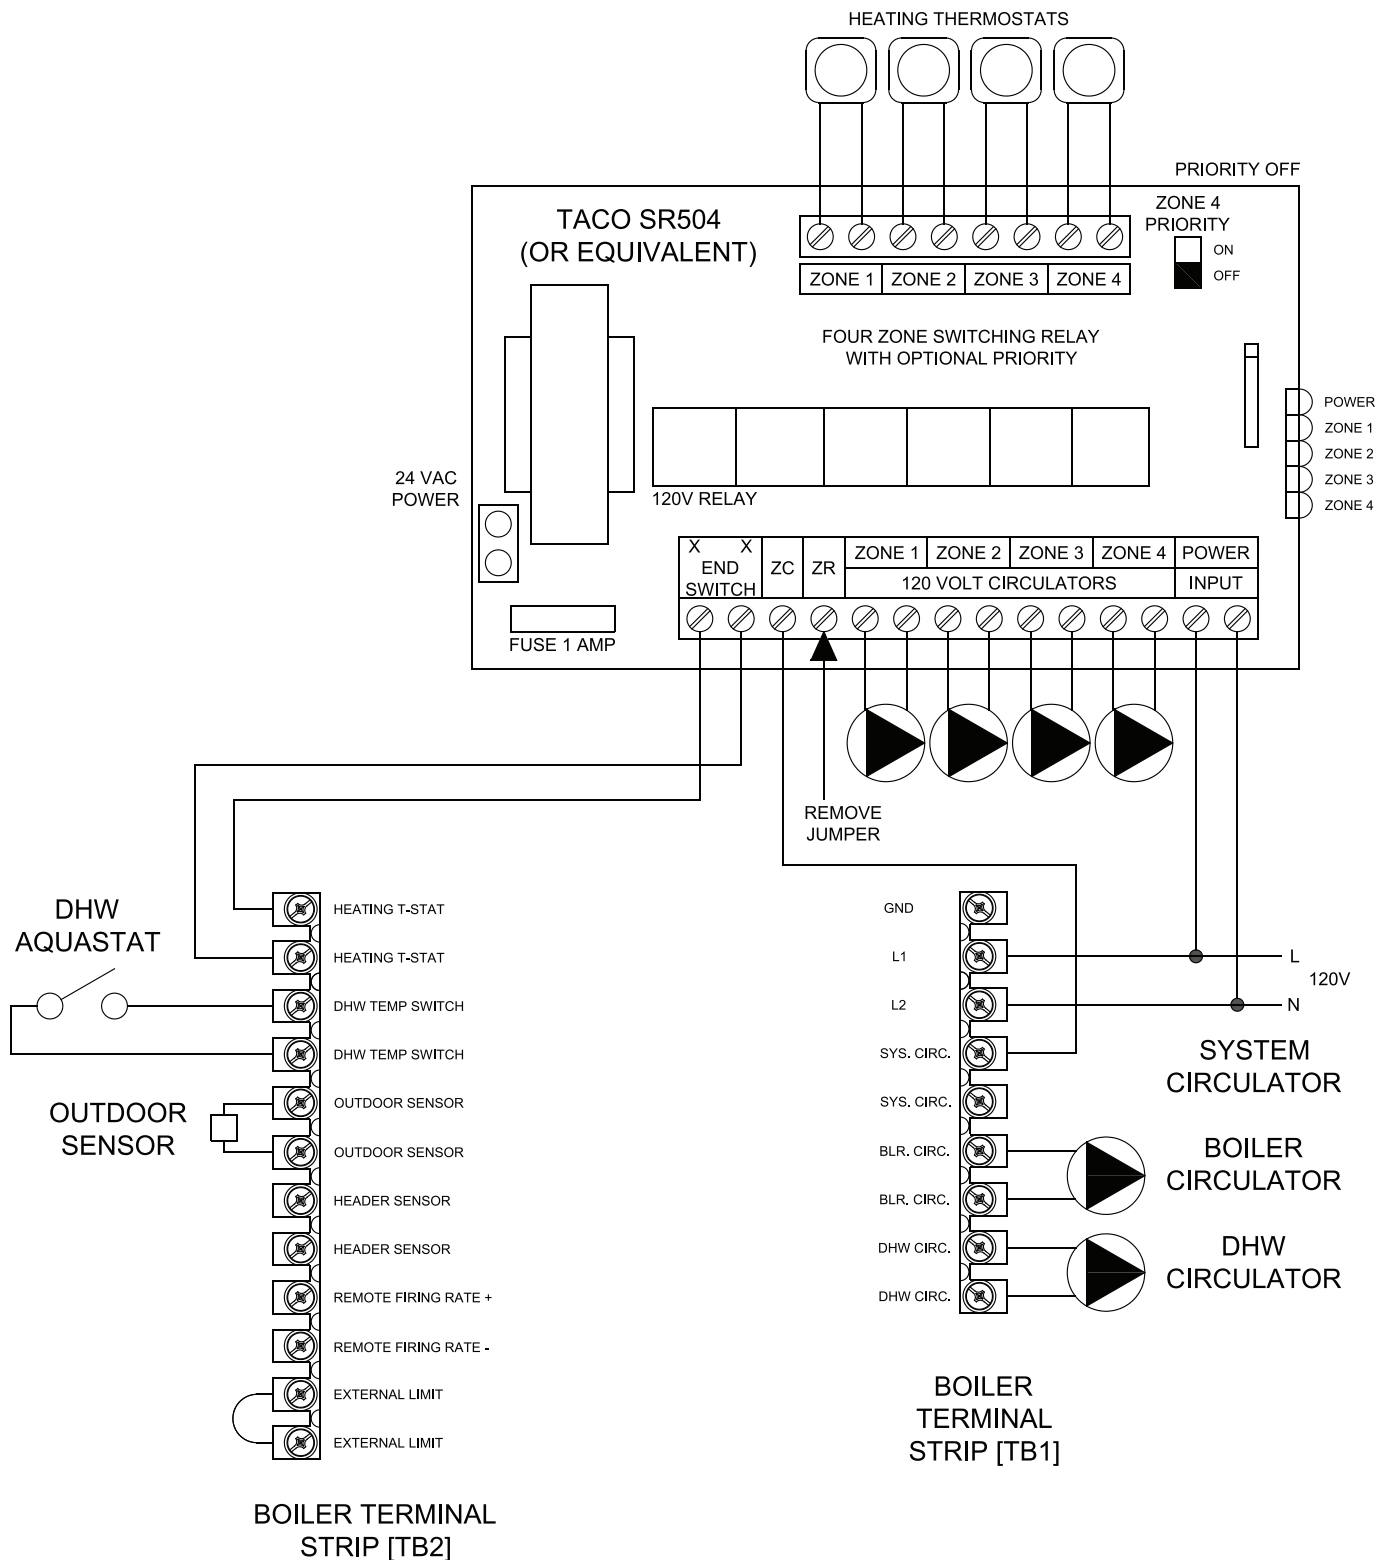 HEATING THERMOSTATS
PRIORITY OFF
TACO SR504
(OR EQUIVALENT)
ZONE 4
PRIORITY
ON
OFF
ZONE 1 ZONE 2 ZONE 3 ZONE 4
FOUR ZONE SWITCHING RELAY
WITH OPTIONAL PRIORITY
POWER
ZONE 1
ZONE 2
ZONE 3
ZONE 4
24 VAC
POWER
120V RELAY
X X
END
SWITCH
ZC
ZR
ZONE 1 ZONE 2 ZONE 3 ZONE 4 POWER
120 VOLT CIRCULATORS INPUT
FUSE 1 AMP
REMOVE
JUMPER
DHW
AQUASTAT
OUTDOOR
SENSOR
HEATING T-STAT
HEATING T-STAT
DHW TEMP SWITCH
DHW TEMP SWITCH
OUTDOOR SENSOR
OUTDOOR SENSOR
HEADER SENSOR
HEADER SENSOR
REMOTE FIRING RATE +
REMOTE FIRING RATE -
EXTERNAL LIMIT
EXTERNAL LIMIT
BOILER TERMINAL
STRIP [TB2]
GND
L1
L2
SYS. CIRC.
SYS. CIRC.
BLR. CIRC.
BLR. CIRC.
DHW CIRC.
DHW CIRC.
L
120V
N
SYSTEM
CIRCULATOR
BOILER
CIRCULATOR
DHW
CIRCULATOR
BOILER
TERMINAL
STRIP [TB1]